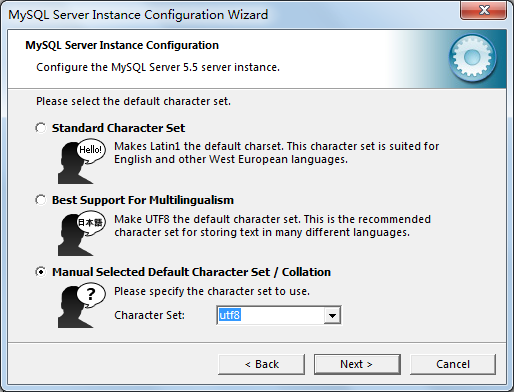 MySQL Server Instance Configuration Wizard
MySQL Server Instance Configuration
Configure the MySQL Server 5.5 server instance.
Please select the default character set.
Standard Character Set
Hello!
Makes Latin1 the default charset. This character set is suited for
English and other West European languages.
Best Support For Multilingualism
日本語
Make UTF8 the default character set. This is the recommended
character set for storing text in many different languages.
Manual Selected Default Character Set / Collation
?
Please specify the character set to use.
Character Set: utf8
< Back Next > Cancel